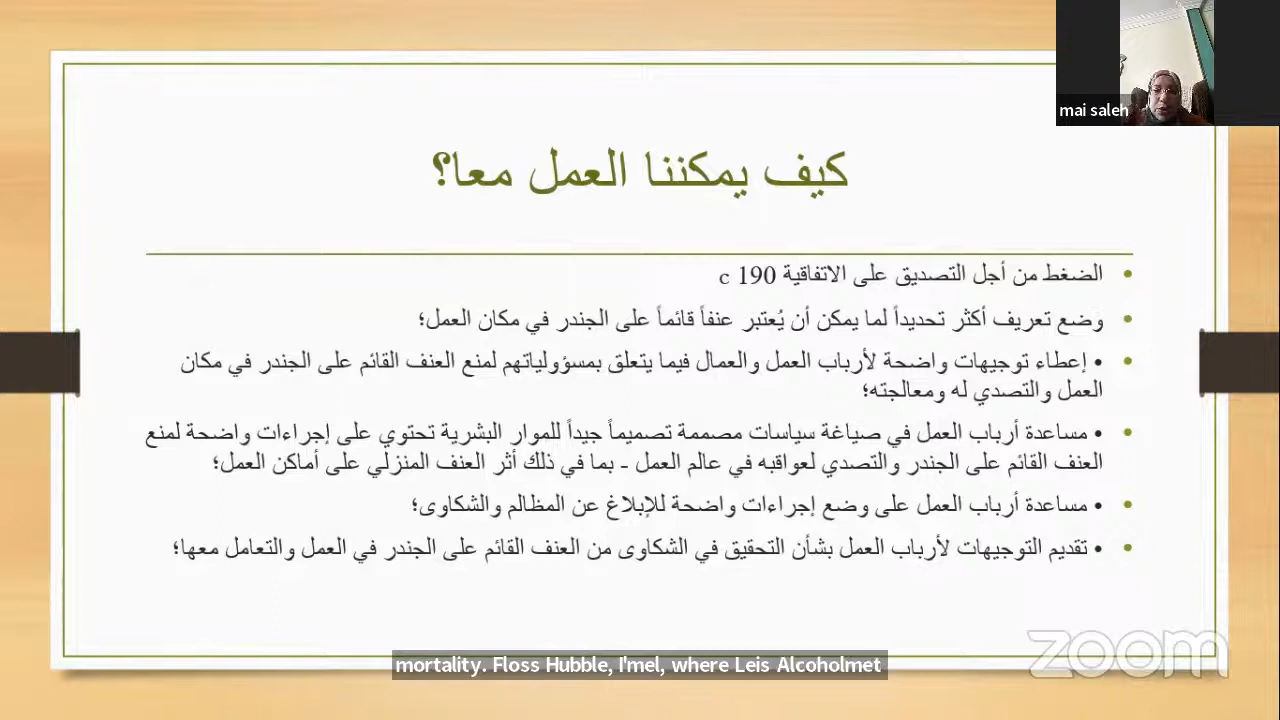 mai saleh
كيف يمكننا العمل معا؟
• الضغط من أجل التصديق على الاتفاقية c 190
• وضع تعريف أكثر تحديداً لما يمكن أن يُعتبر عنفاً قائماً على الجندر في مكان العمل؛
• • إعطاء توجيهات واضحة لأرباب العمل والعمال فيما يتعلق بمسؤولياتهم لمنع العنف القائم على الجندر في مكان
العمل والتصدي له ومعالجته؛
• • مساعدة أرباب العمل في صياغة سياسات مصممة تصميماً جيداً للموار البشرية تحتوي على إجراءات واضحة لمنع
العنف القائم على الجندر والتصدي لعواقبه في عالم العمل - بما في ذلك أثر العنف المنزلي على أماكن العمل؛
• • مساعدة أرباب العمل على وضع إجراءات واضحة للإبلاغ عن المظالم والشكاوى؛
• • تقديم التوجيهات لأرباب العمل بشأن التحقيق في الشكاوى من العنف القائم على الجندر في العمل والتعامل معها؛
zoom
mortality. Floss Hubble, I'mel, where Leis Alcoholmet